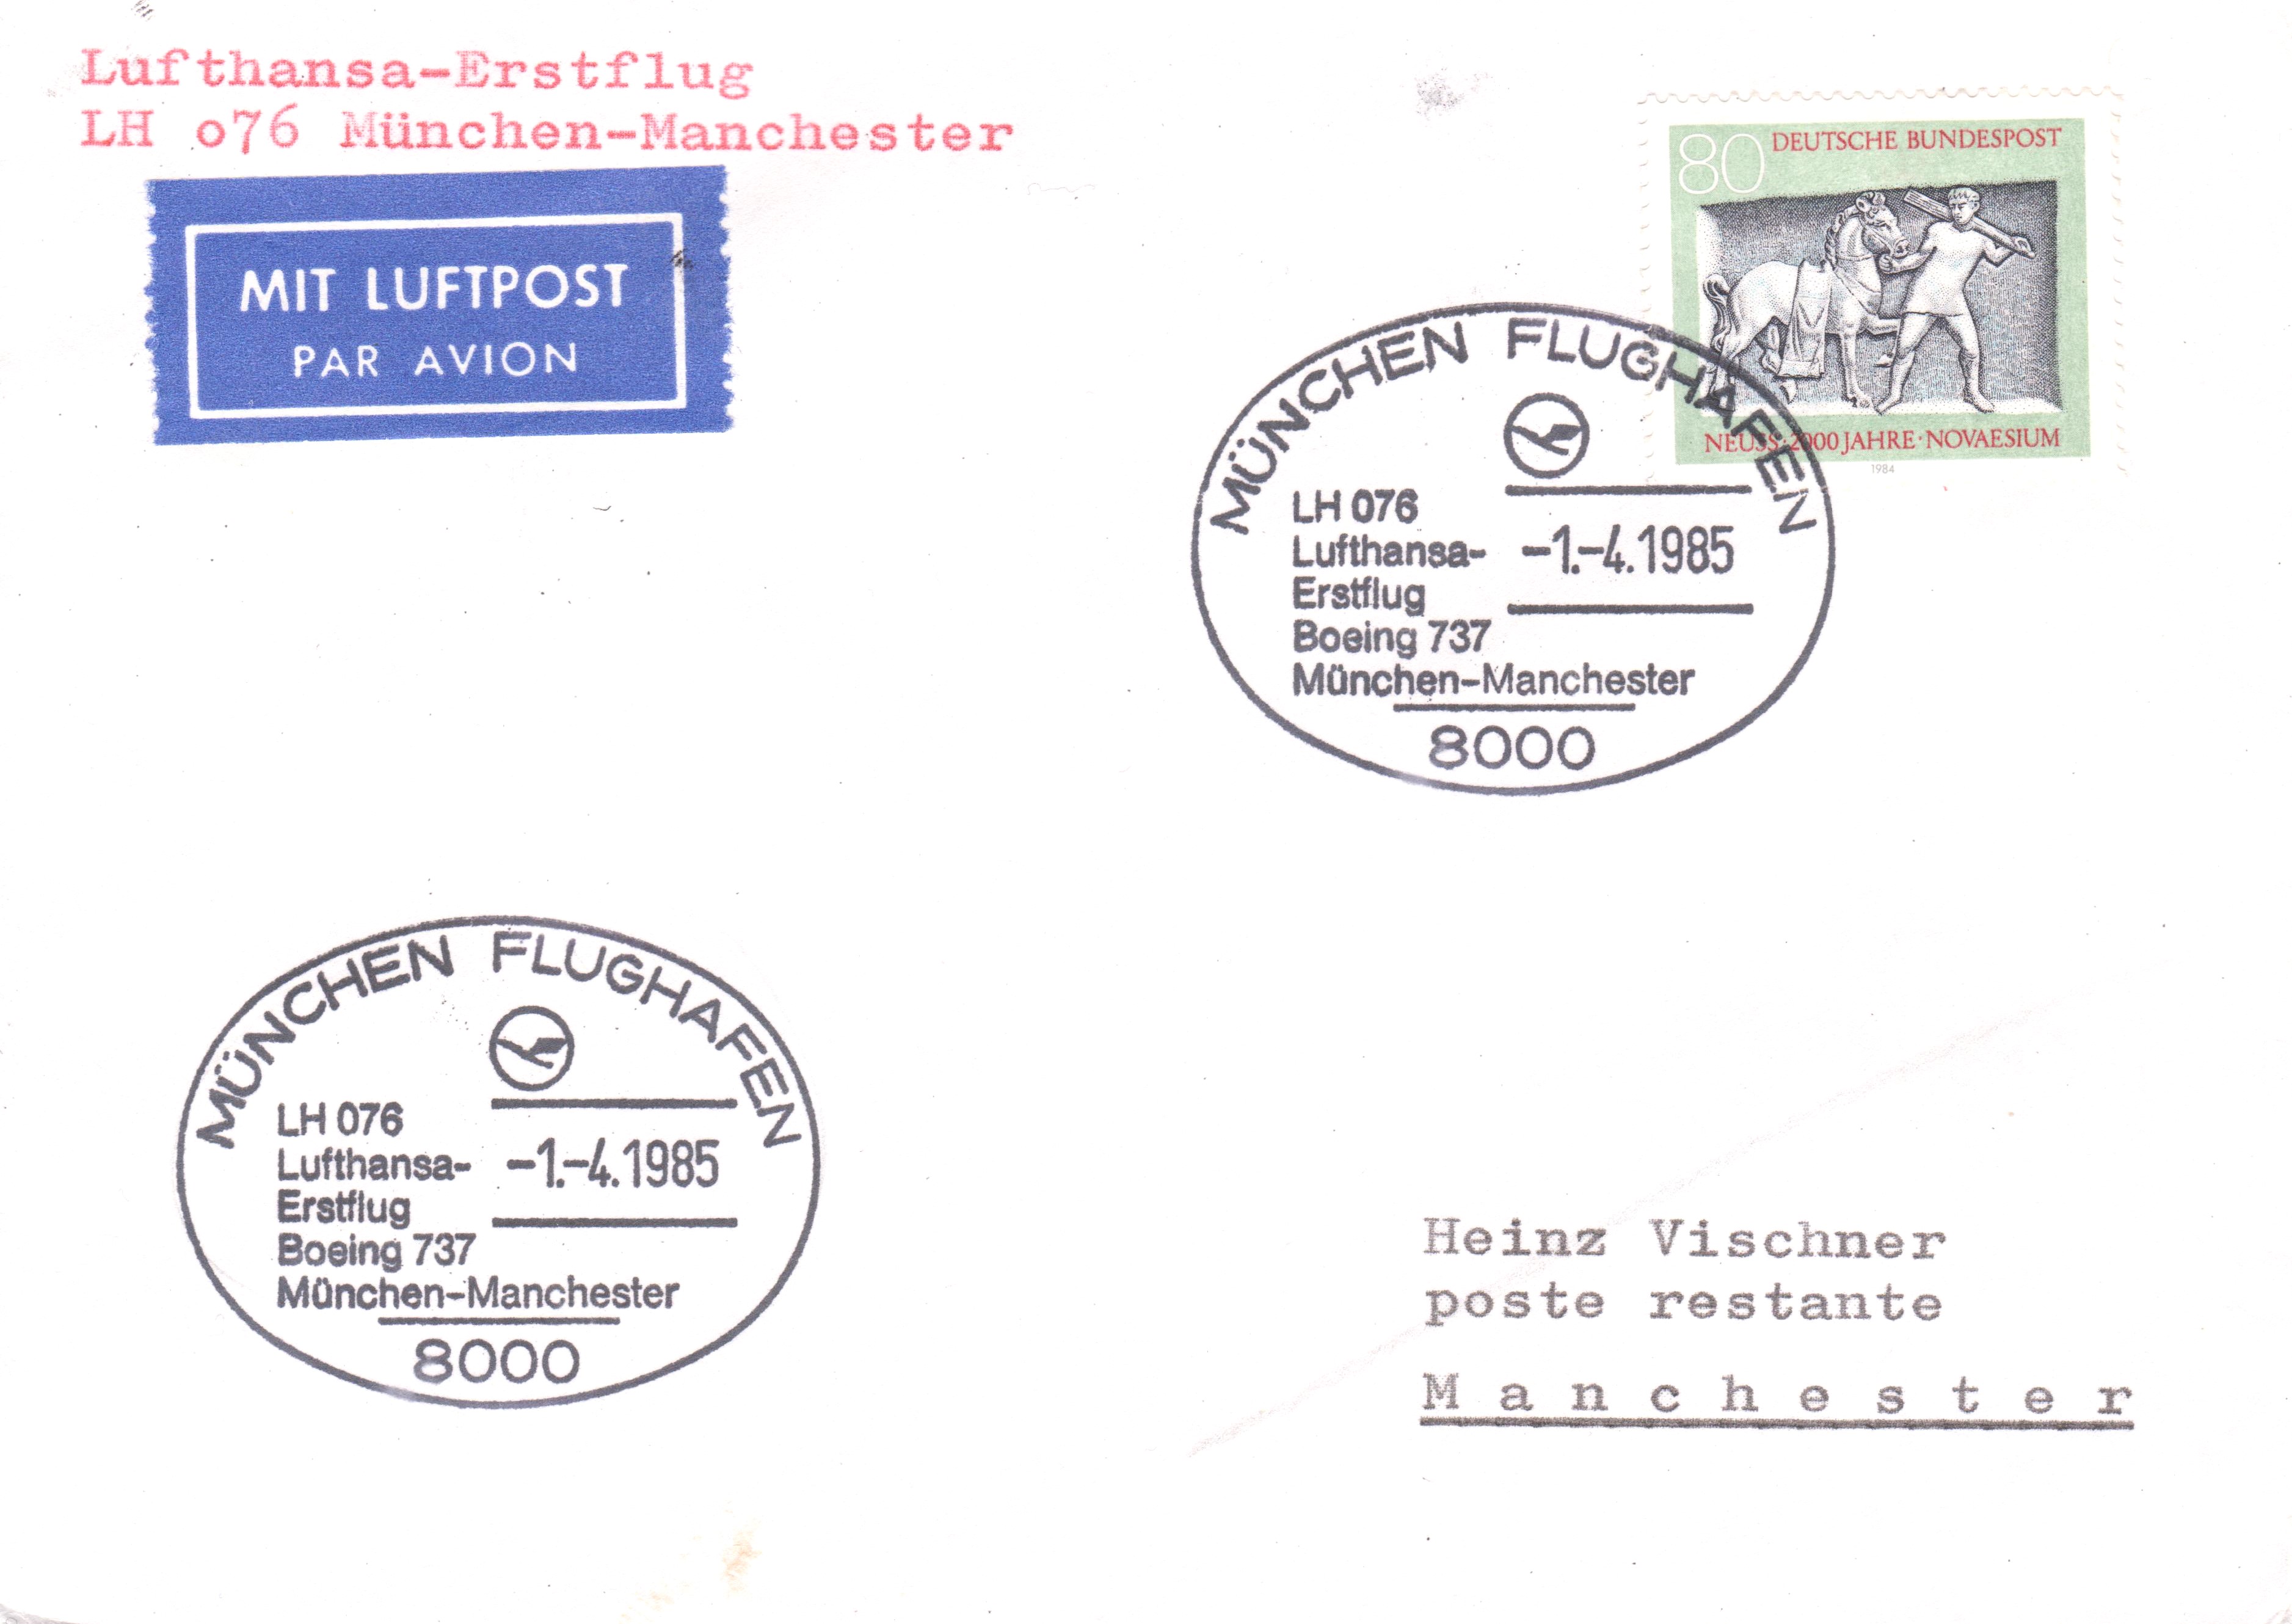 Lufthansa-Erstflug
LH o76 München-Manchester
MIT LUFTPOST
PAR AVION
80 DEUTSCHE BUNDESPOST
NEUSS·2000 JAHRE·NOVAESIUM
1984
MÜNCHEN FLUGHAFEN
LH 076
Lufthansa-
Erstflug
-1.-4.1985
Boeing 737
München-Manchester
8000
MÜNCHEN FLUGHAFEN
LH 076
Lufthansa-
Erstflug
-1.-4.1985
Boeing 737
München-Manchester
8000
Heinz Vischner
poste restante
M a n c h e s t e r